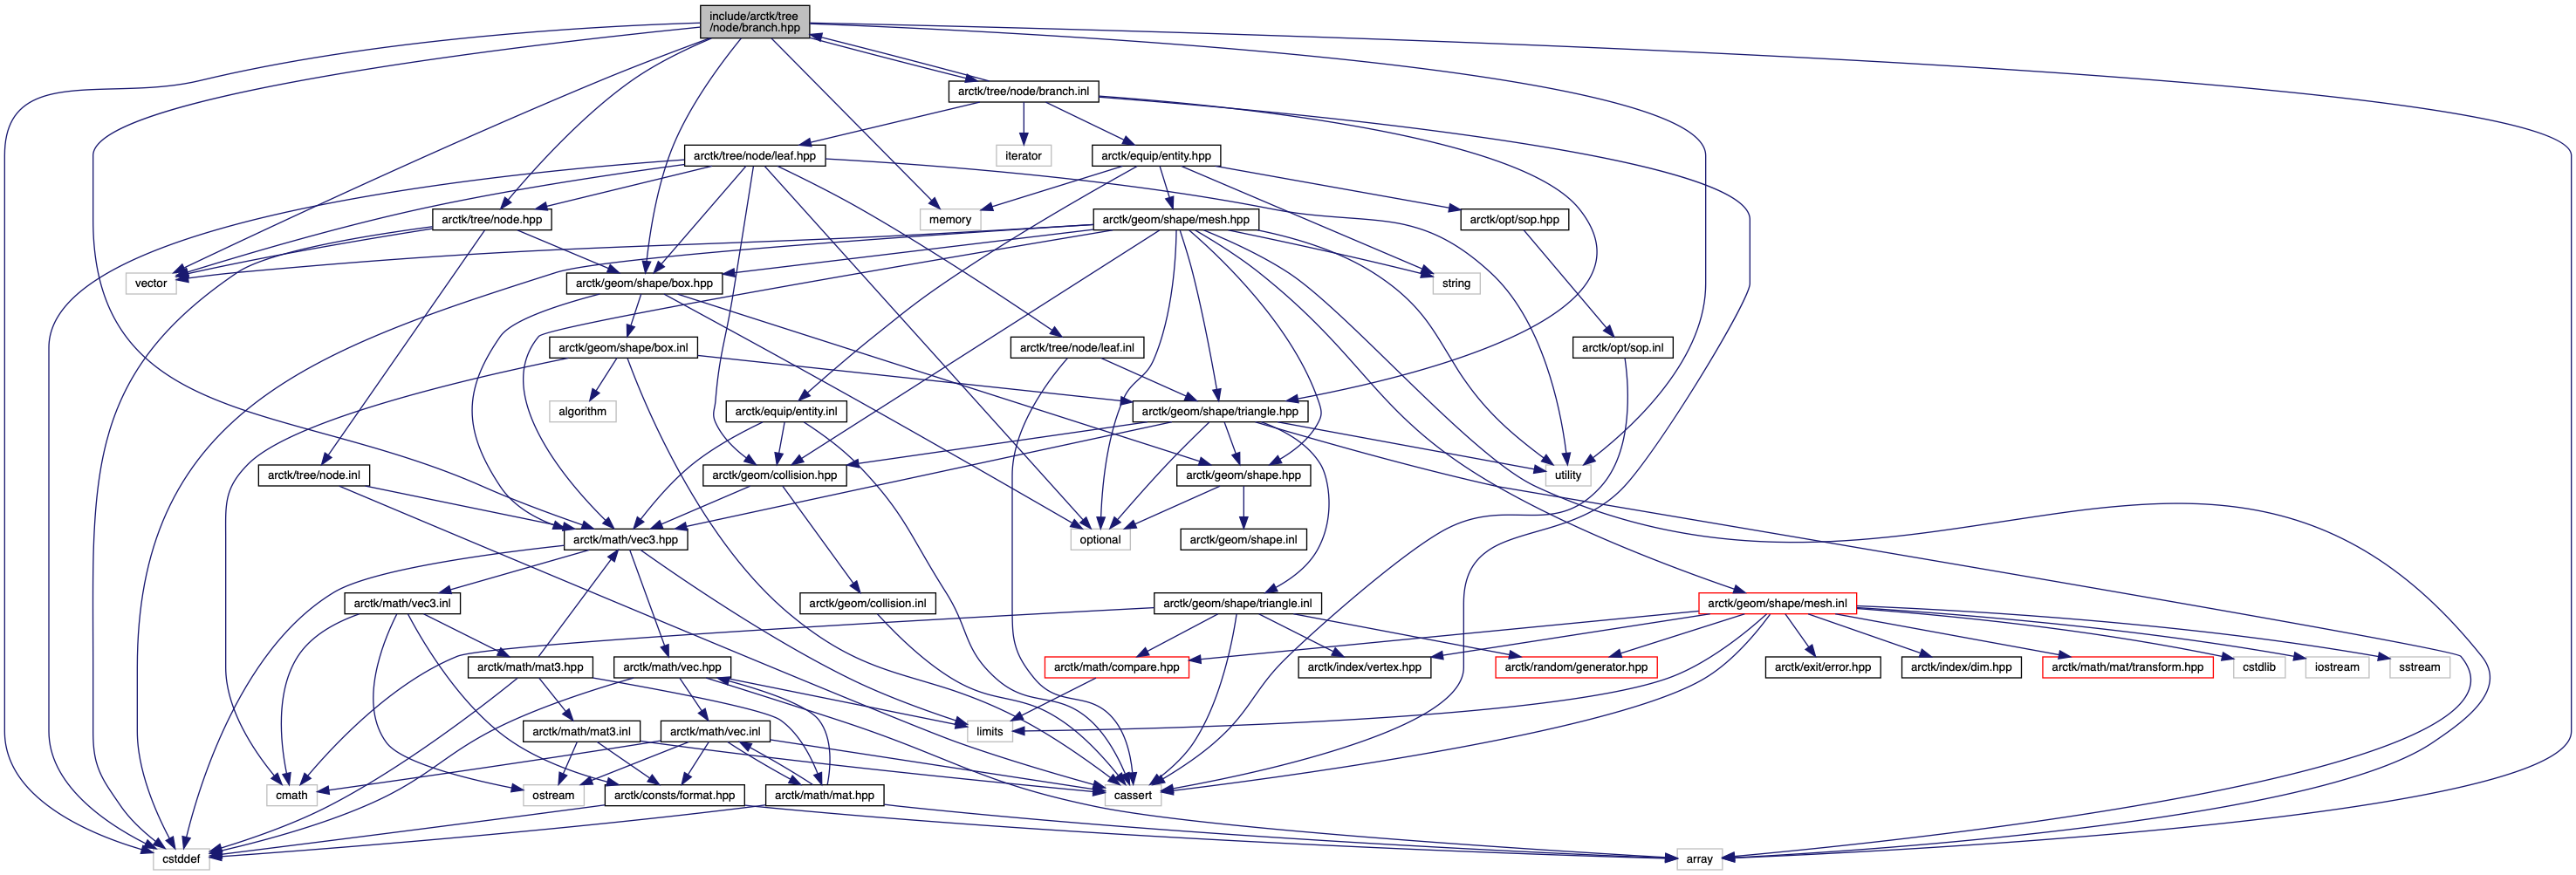 include/arctk/tree
/node/branch.hpp
arctk/tree/node/branch.inl
arctk/tree/node/leaf.hpp
iterator
arctk/equip/entity.hpp
arctk/tree/node.hpp
memory
arctk/geom/shape/mesh.hpp
arctk/opt/sop.hpp
vector
arctk/geom/shape/box.hpp
string
arctk/geom/shape/box.inl
arctk/tree/node/leaf.inl
arctk/opt/sop.inl
algorithm
arctk/equip/entity.inl
arctk/geom/shape/triangle.hpp
arctk/tree/node.inl
arctk/geom/collision.hpp
arctk/geom/shape.hpp
utility
arctk/math/vec3.hpp
optional
arctk/geom/shape.inl
arctk/math/vec3.inl
arctk/geom/collision.inl
arctk/geom/shape/triangle.inl
arctk/geom/shape/mesh.inl
arctk/math/mat3.hpp
arctk/math/vec.hpp
arctk/math/compare.hpp
arctk/index/vertex.hpp
arctk/random/generator.hpp
arctk/exit/error.hpp
arctk/index/dim.hpp
arctk/math/mat/transform.hpp
cstdlib
iostream
sstream
arctk/math/mat3.inl
arctk/math/vec.inl
limits
cmath
ostream
arctk/consts/format.hpp
arctk/math/mat.hpp
cassert
cstddef
array